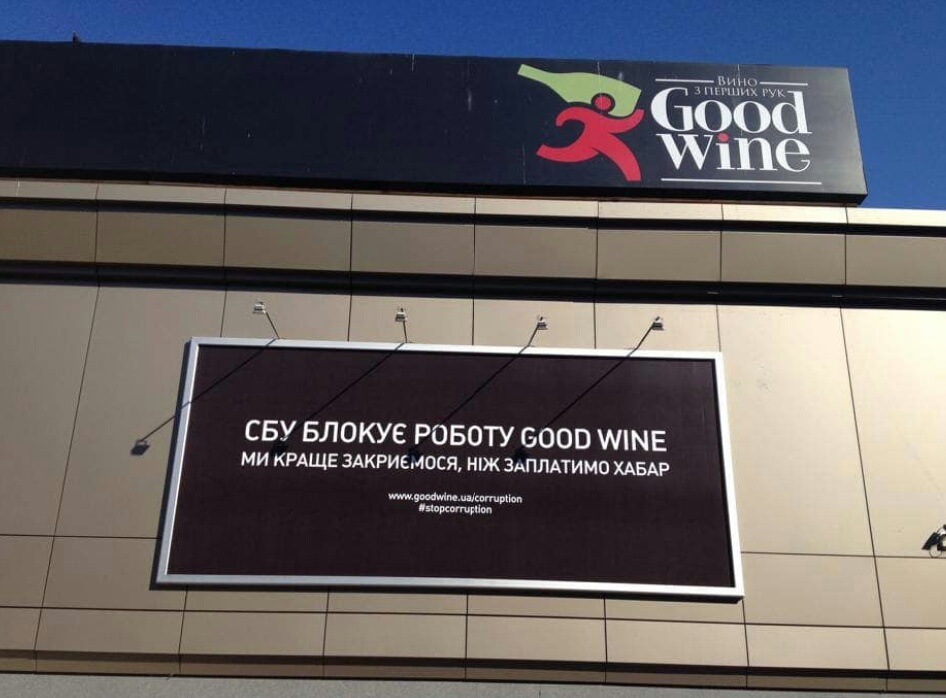 Вино
з перших рук
Good
Wine
СБУ БЛОКУЄ РОБОТУ GOOD WINE
МИ КРАЩЕ ЗАКРИЄМОСЯ, НІЖ ЗАПЛАТИМО ХАБАР
www.goodwine.ua/corruption
#stopcorruption